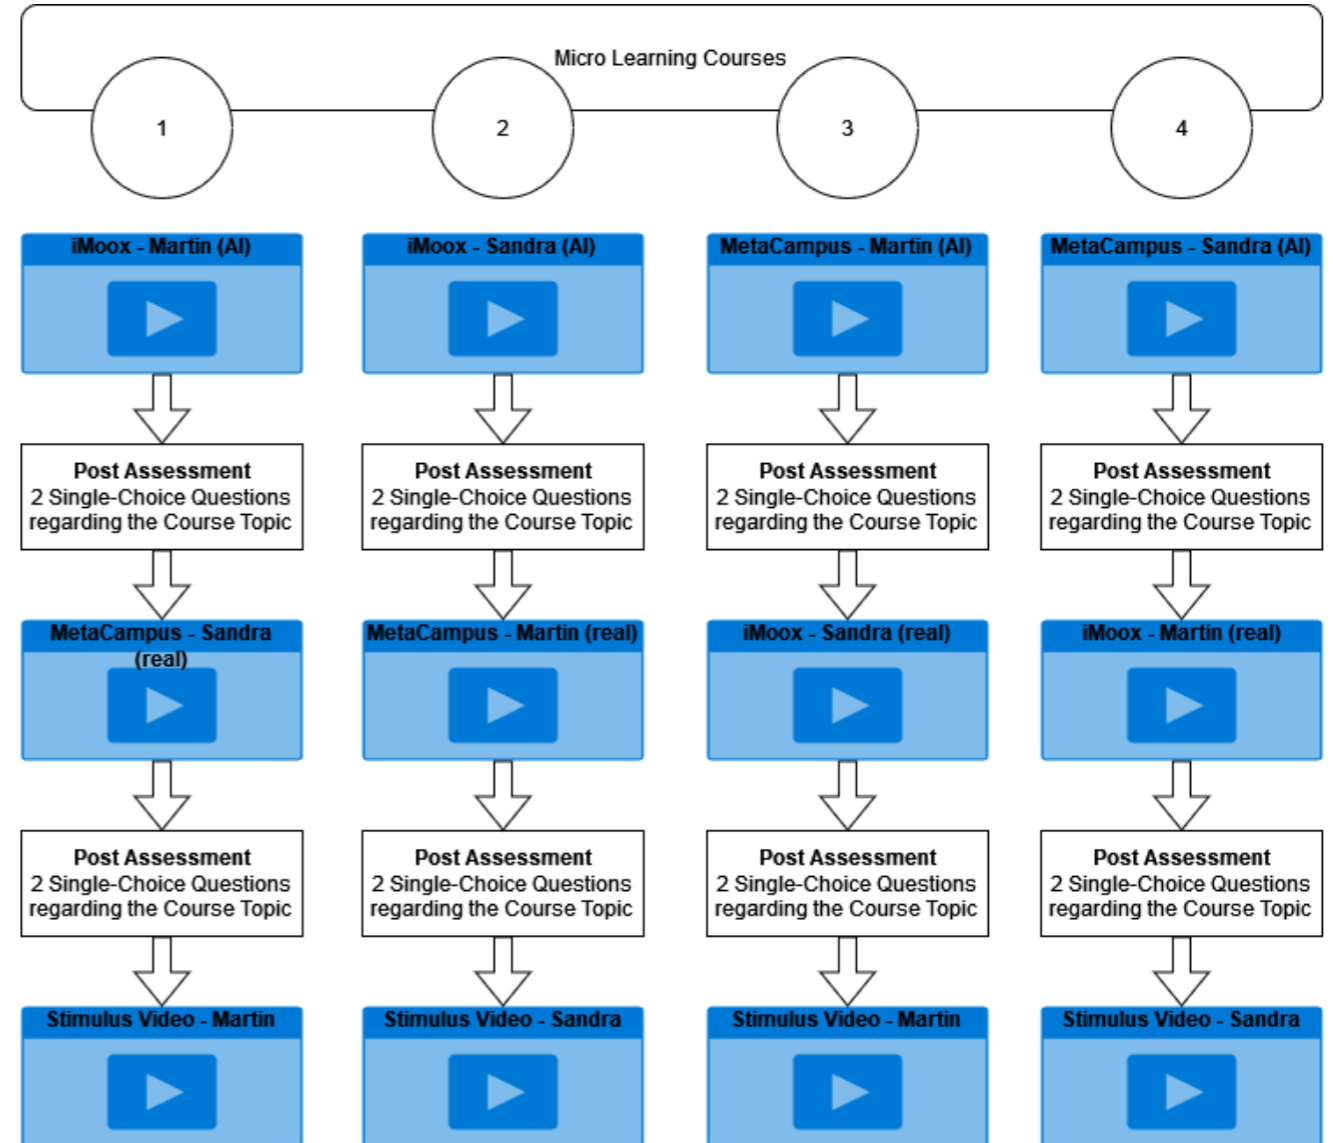 Micro Learning Courses
1
2
3
4
iMoox - Martin (AI)
iMoox - Sandra (AI)
MetaCampus - Martin (AI)
MetaCampus - Sandra (AI)
Post Assessment
2 Single-Choice Questions
regarding the Course Topic
Post Assessment
2 Single-Choice Questions
regarding the Course Topic
Post Assessment
2 Single-Choice Questions
regarding the Course Topic
Post Assessment
2 Single-Choice Questions
regarding the Course Topic
MetaCampus - Sandra
(real)
MetaCampus - Martin (real)
iMoox - Sandra (real)
iMoox - Martin (real)
Post Assessment
2 Single-Choice Questions
regarding the Course Topic
Post Assessment
2 Single-Choice Questions
regarding the Course Topic
Post Assessment
2 Single-Choice Questions
regarding the Course Topic
Post Assessment
2 Single-Choice Questions
regarding the Course Topic
Stimulus Video - Martin
Stimulus Video - Sandra
Stimulus Video - Martin
Stimulus Video - Sandra